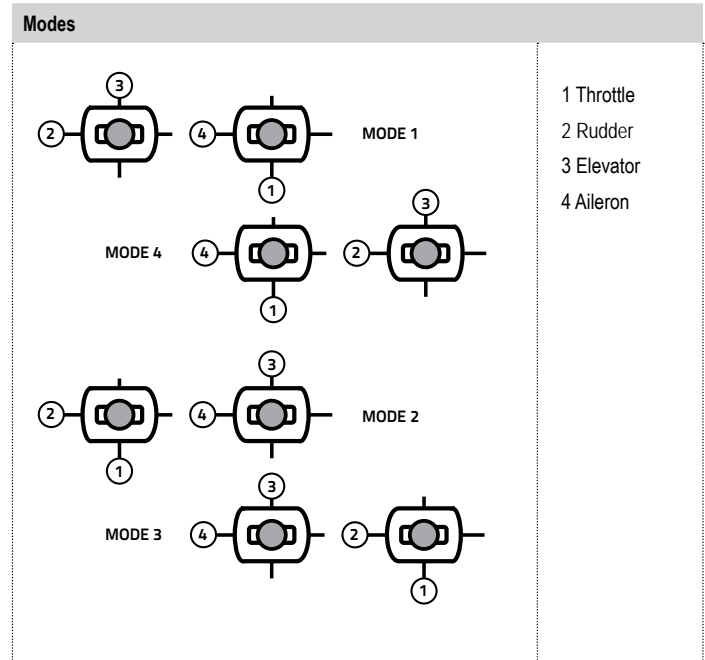 Modes
3
2 4 MODE 1
1
3
MODE 4 4 2
1
3
2 4 MODE 2
1
3
MODE 3 4 2
1
1 Throttle
2 Rudder
3 Elevator
4 Aileron